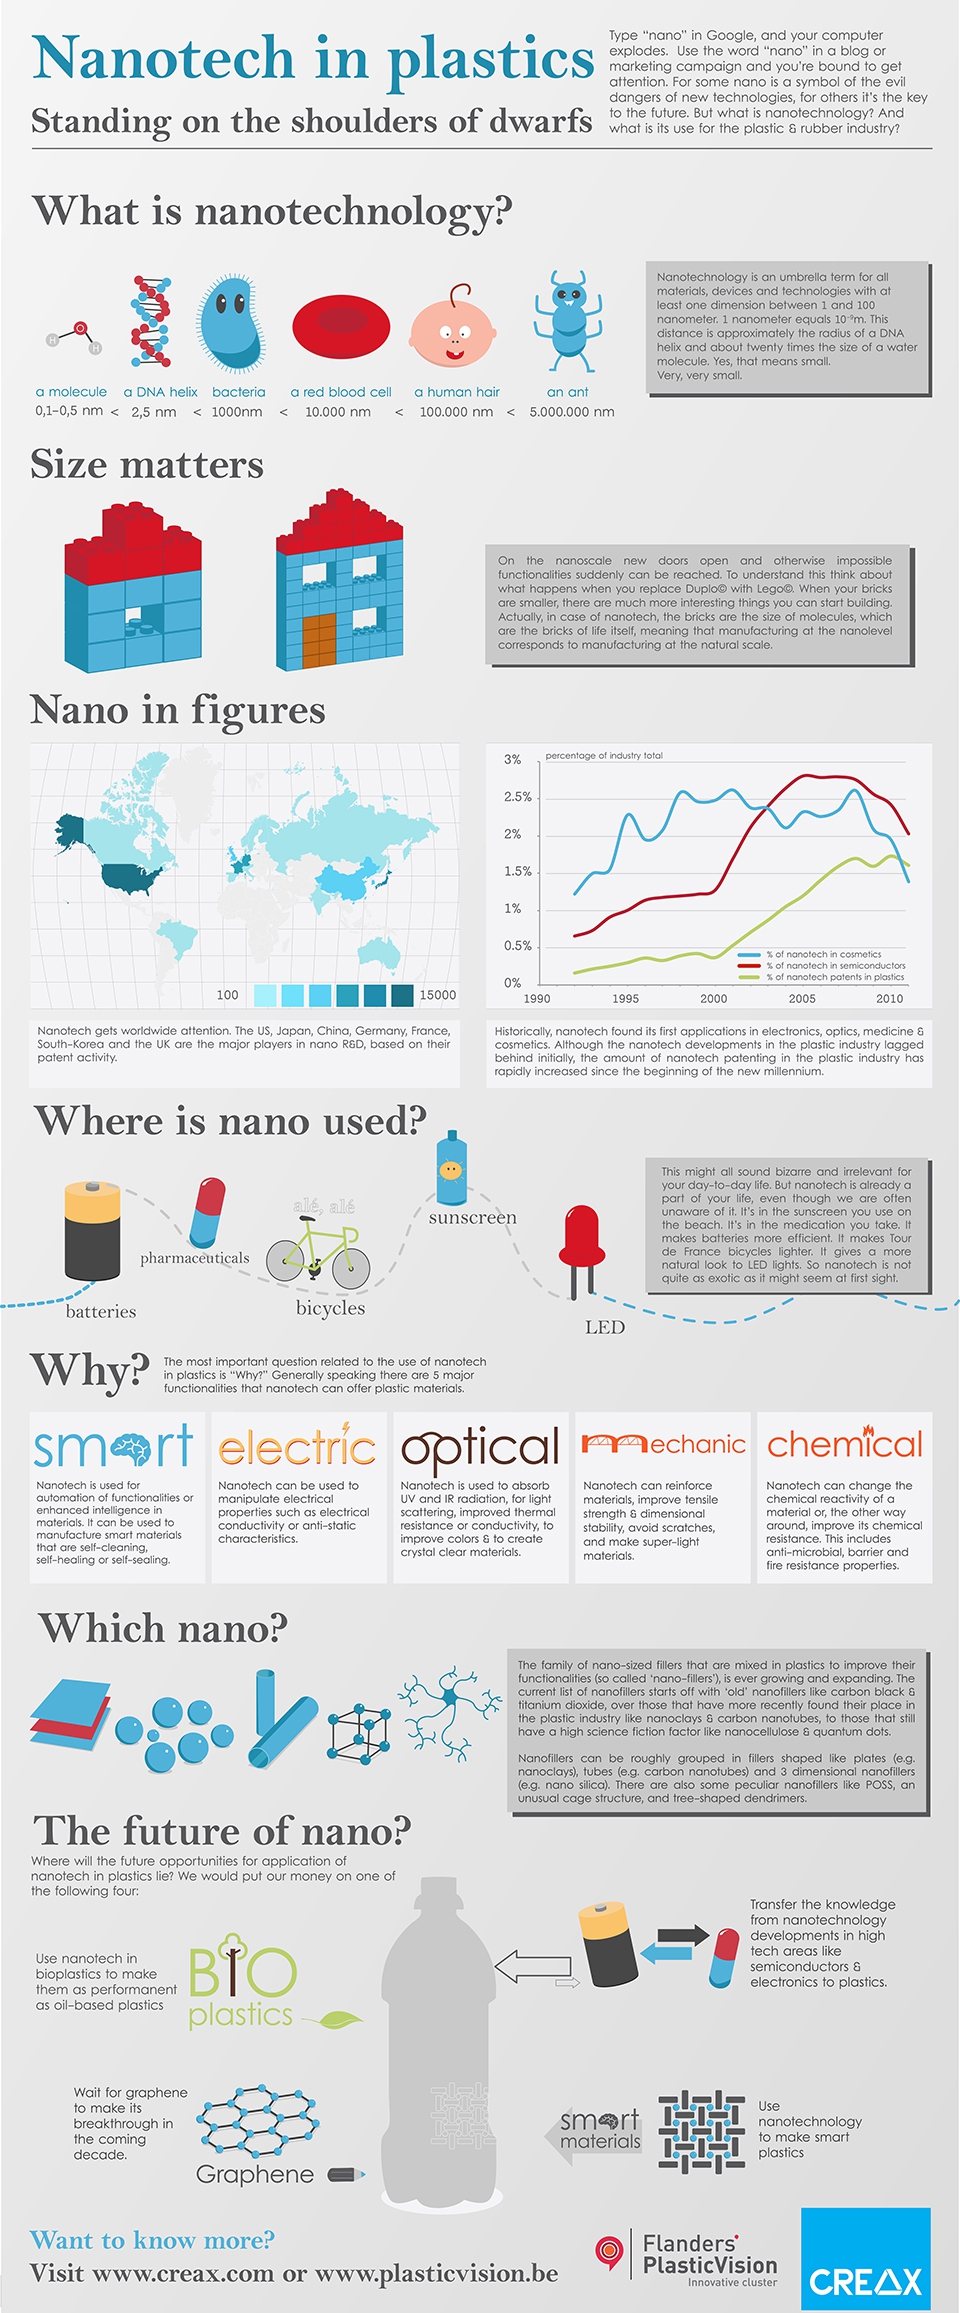 Nanotech in plastics
Standing on the shoulders of dwarfs
Type “nano” in Google, and your computer
explodes. Use the word “nano” in a blog or
marketing campaign and you're bound to get
attention. For some nano is a symbol of the evil
dangers of new technologies, for others it's the key
to the future. But what is nanotechnology? And
what is its use for the plastic & rubber industry?
What is nanotechnology?
H
O
H
a molecule
a DNA helix
bacteria
a red blood cell
a human hair
an ant
0,1-0,5 nm < 2,5 nm < 1000nm < 10.000 nm < 100.000 nm < 5.000.000 nm
Nanotechnology is an umbrella term for all
materials, devices and technologies with at
least one dimension between 1 and 100
nanometer. 1 nanometer equals 10⁻⁹m. This
distance is approximately the radius of a DNA
helix and about twenty times the size of a water
molecule. Yes, that means small.
Very, very small.
Size matters
On the nanoscale new doors open and otherwise impossible
functionalities suddenly can be reached. To understand this think about
what happens when you replace Duplo© with Lego©. When your bricks
are smaller, there are much more interesting things you can start building.
Actually, in case of nanotech, the bricks are the size of molecules, which
are the bricks of life itself, meaning that manufacturing at the nanolevel
corresponds to manufacturing at the natural scale.
Nano in figures
100
15000
Nanotech gets worldwide attention. The US, Japan, China, Germany, France,
South-Korea and the UK are the major players in nano R&D, based on their
patent activity.
percentage of industry total
3%
2.5%
2%
1.5%
1%
0.5%
0%
% of nanotech in cosmetics
% of nanotech in semiconductors
% of nanotech patents in plastics
1990 1995 2000 2005 2010
Historically, nanotech found its first applications in electronics, optics, medicine &
cosmetics. Although the nanotech developments in the plastic industry lagged
behind initially, the amount of nanotech patenting in the plastic industry has
rapidly increased since the beginning of the new millennium.
Where is nano used?
batteries
pharmaceuticals
alé, alé
bicycles
sunscreen
LED
This might all sound bizarre and irrelevant for
your day-to-day life. But nanotech is already a
part of your life, even though we are often
unaware of it. It's in the sunscreen you use on
the beach. It's in the medication you take. It
makes batteries more efficient. It makes Tour
de France bicycles lighter. It gives a more
natural look to LED lights. So nanotech is not
quite as exotic as it might seem at first sight.
Why?
The most important question related to the use of nanotech
in plastics is “Why?” Generally speaking there are 5 major
functionalities that nanotech can offer plastic materials.
smart
Nanotech is used for
automation of functionalities or
enhanced intelligence in
materials. It can be used to
manufacture smart materials
that are self-cleaning,
self-healing or self-sealing.
electric
Nanotech can be used to
manipulate electrical
properties such as electrical
conductivity or anti-static
characteristics.
optical
Nanotech is used to absorb
UV and IR radiation, for light
scattering, improved thermal
resistance or conductivity, to
improve colors & to create
crystal clear materials.
mechanic
Nanotech can reinforce
materials, improve tensile
strength & dimensional
stability, avoid scratches,
and make super-light
materials.
chemical
Nanotech can change the
chemical reactivity of a
material or, the other way
around, improve its chemical
resistance. This includes
anti-microbial, barrier and
fire resistance properties.
Which nano?
The family of nano-sized fillers that are mixed in plastics to improve their
functionalities (so called ‘nano-fillers’), is ever growing and expanding. The
current list of nanofillers starts off with ‘old’ nanofillers like carbon black &
titanium dioxide, over those that have more recently found their place in
the plastic industry like nanoclays & carbon nanotubes, to those that still
have a high science fiction factor like nanocellulose & quantum dots.
Nanofillers can be roughly grouped in fillers shaped like plates (e.g.
nanoclays), tubes (e.g. carbon nanotubes) and 3 dimensional nanofillers
(e.g. nano silica). There are also some peculiar nanofillers like POSS, an
unusual cage structure, and tree-shaped dendrimers.
The future of nano?
Where will the future opportunities for application of
nanotech in plastics lie? We would put our money on one of
the following four:
Use nanotech in
bioplastics to make
them as performanent
as oil-based plastics
BIO
plastics
Transfer the knowledge
from nanotechnology
developments in high
tech areas like
semiconductors &
electronics to plastics.
Wait for graphene
to make its
breakthrough in
the coming
decade.
Graphene
smart
materials
Use
nanotechnology
to make smart
plastics
Want to know more?
Visit www.creax.com or www.plasticvision.be
Flanders'
PlasticVision
Innovative cluster
CREAX